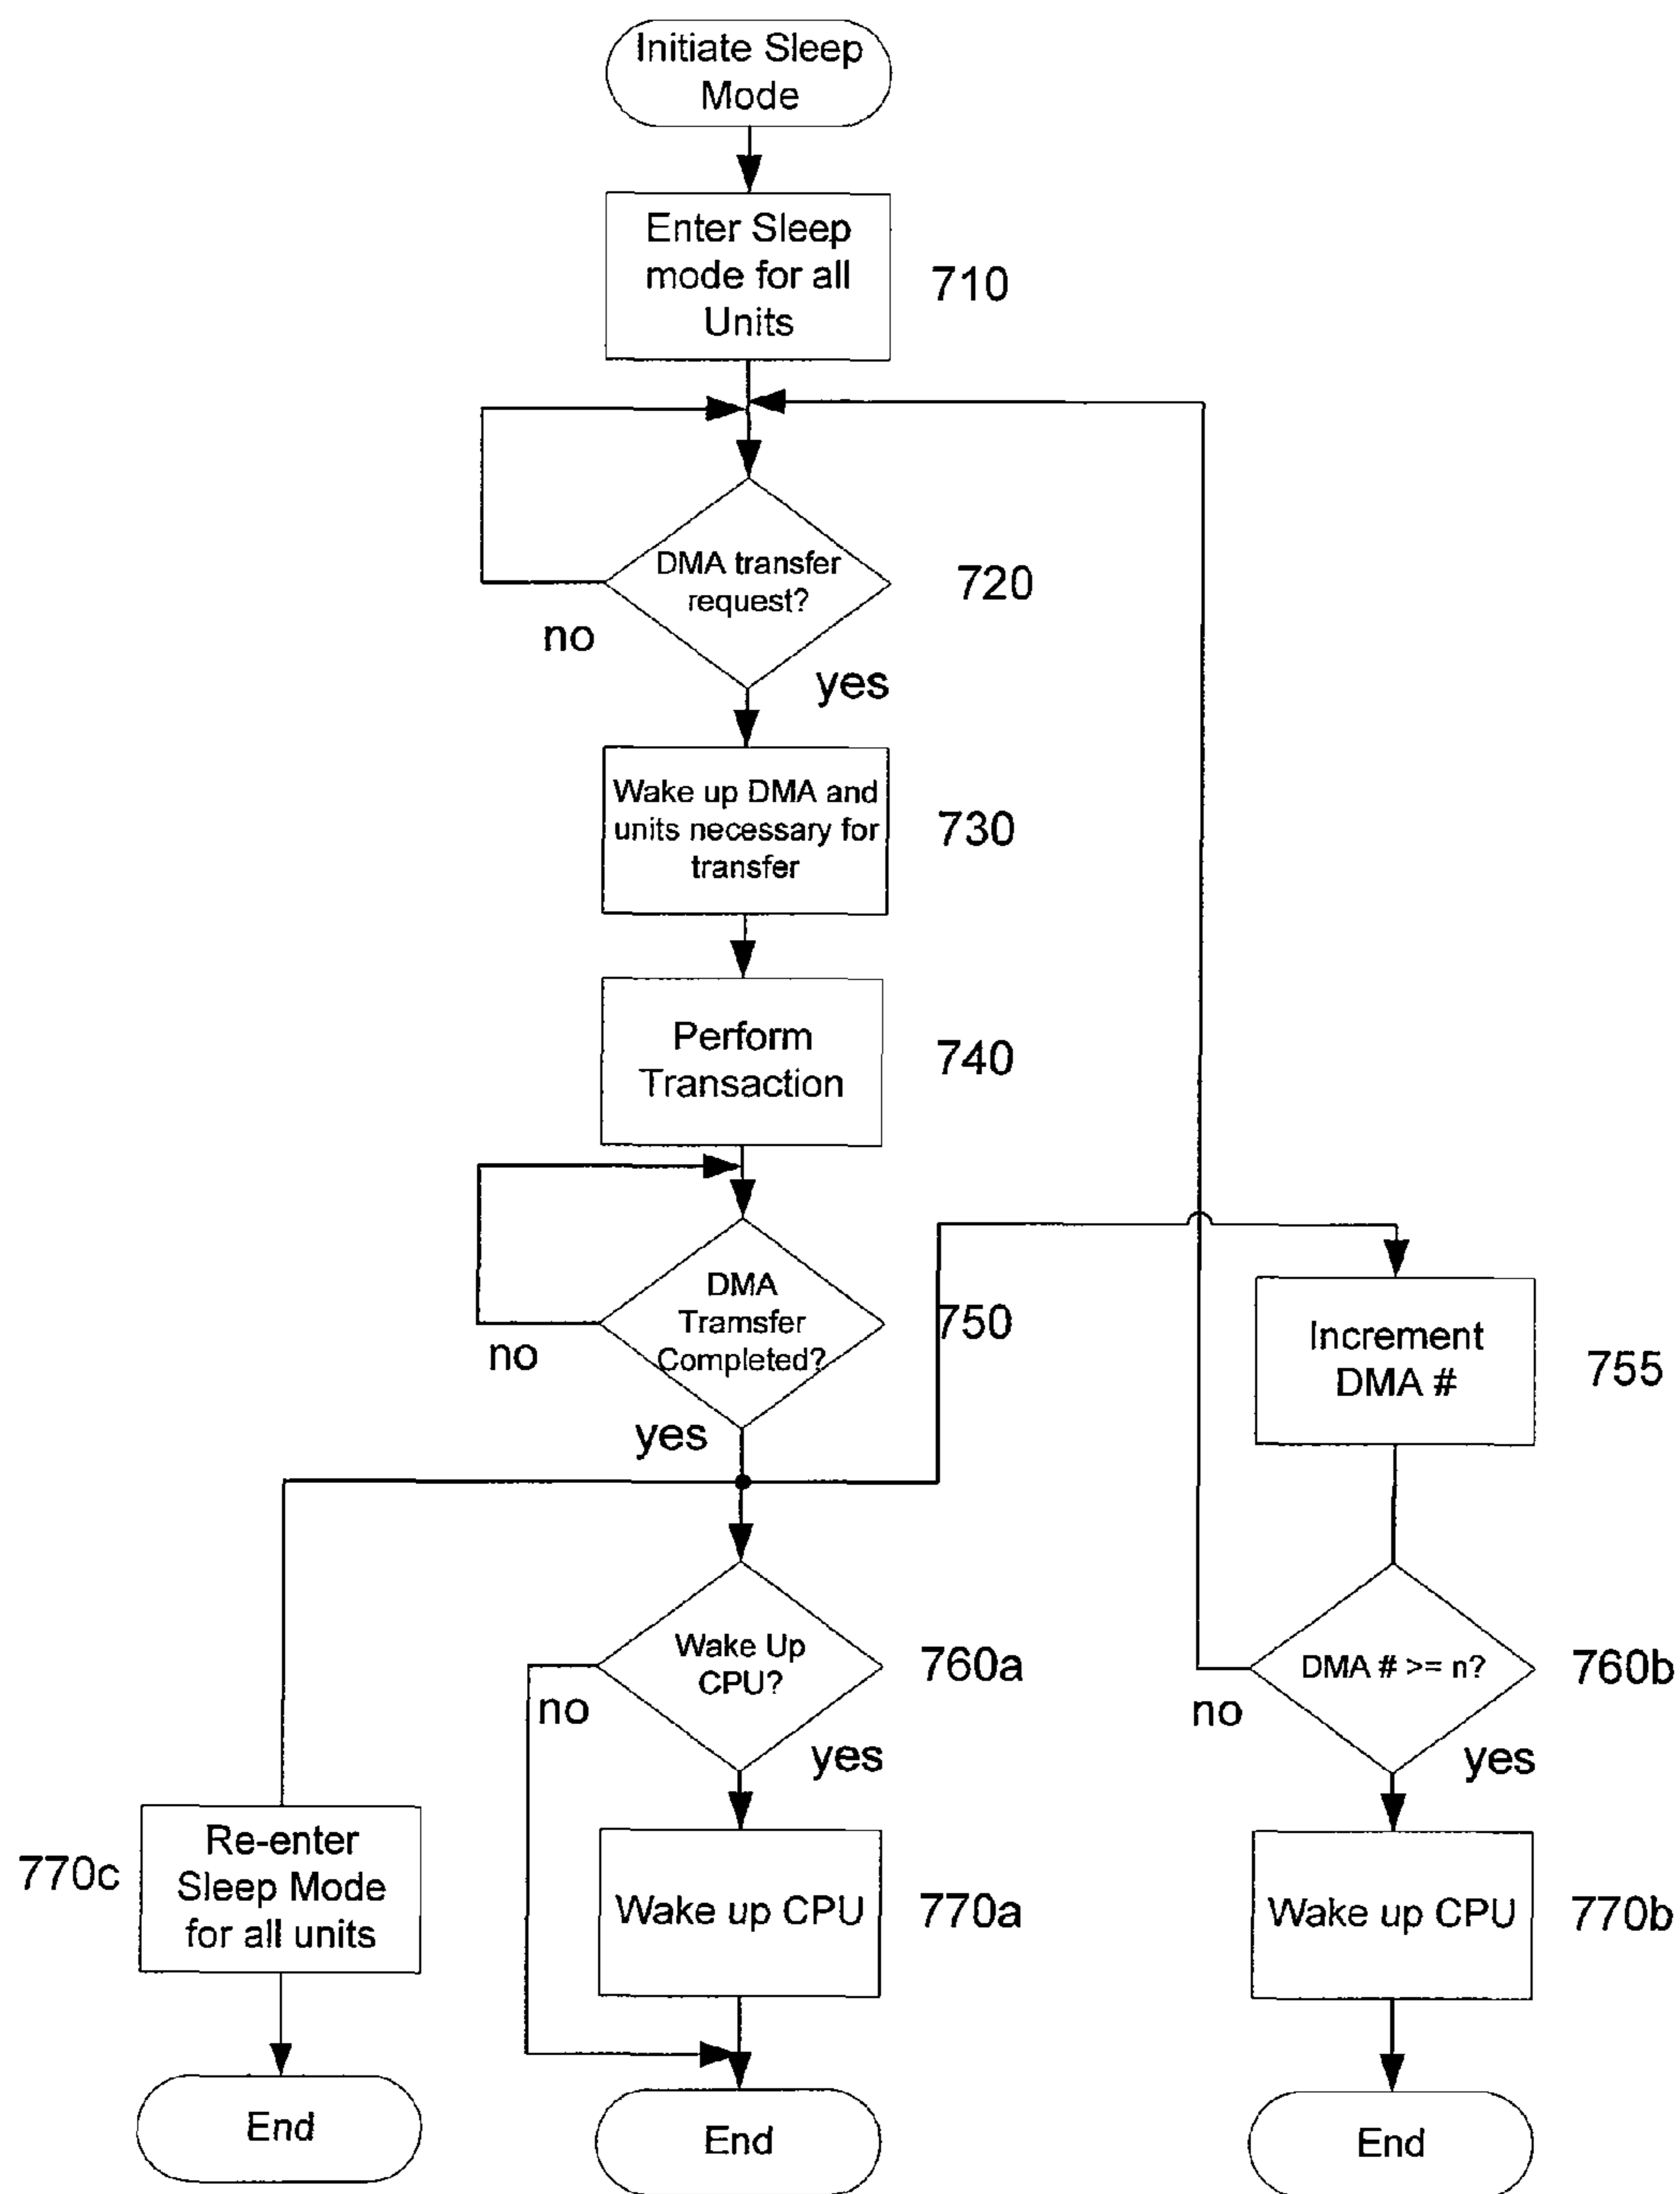 Initiate Sleep
Mode
Enter Sleep
mode for all
Units
710
DMA transfer
request?
720
no
yes
Wake up DMA and
units necessary for
transfer
730
Perform
Transaction
740
DMA
Tramsfer
Completed?
750
no
yes
Increment
DMA #
755
Wake Up
CPU?
760a
no
yes
DMA # >= n?
760b
no
yes
770c
Re-enter
Sleep Mode
for all units
Wake up CPU
770a
Wake up CPU
770b
End
End
End